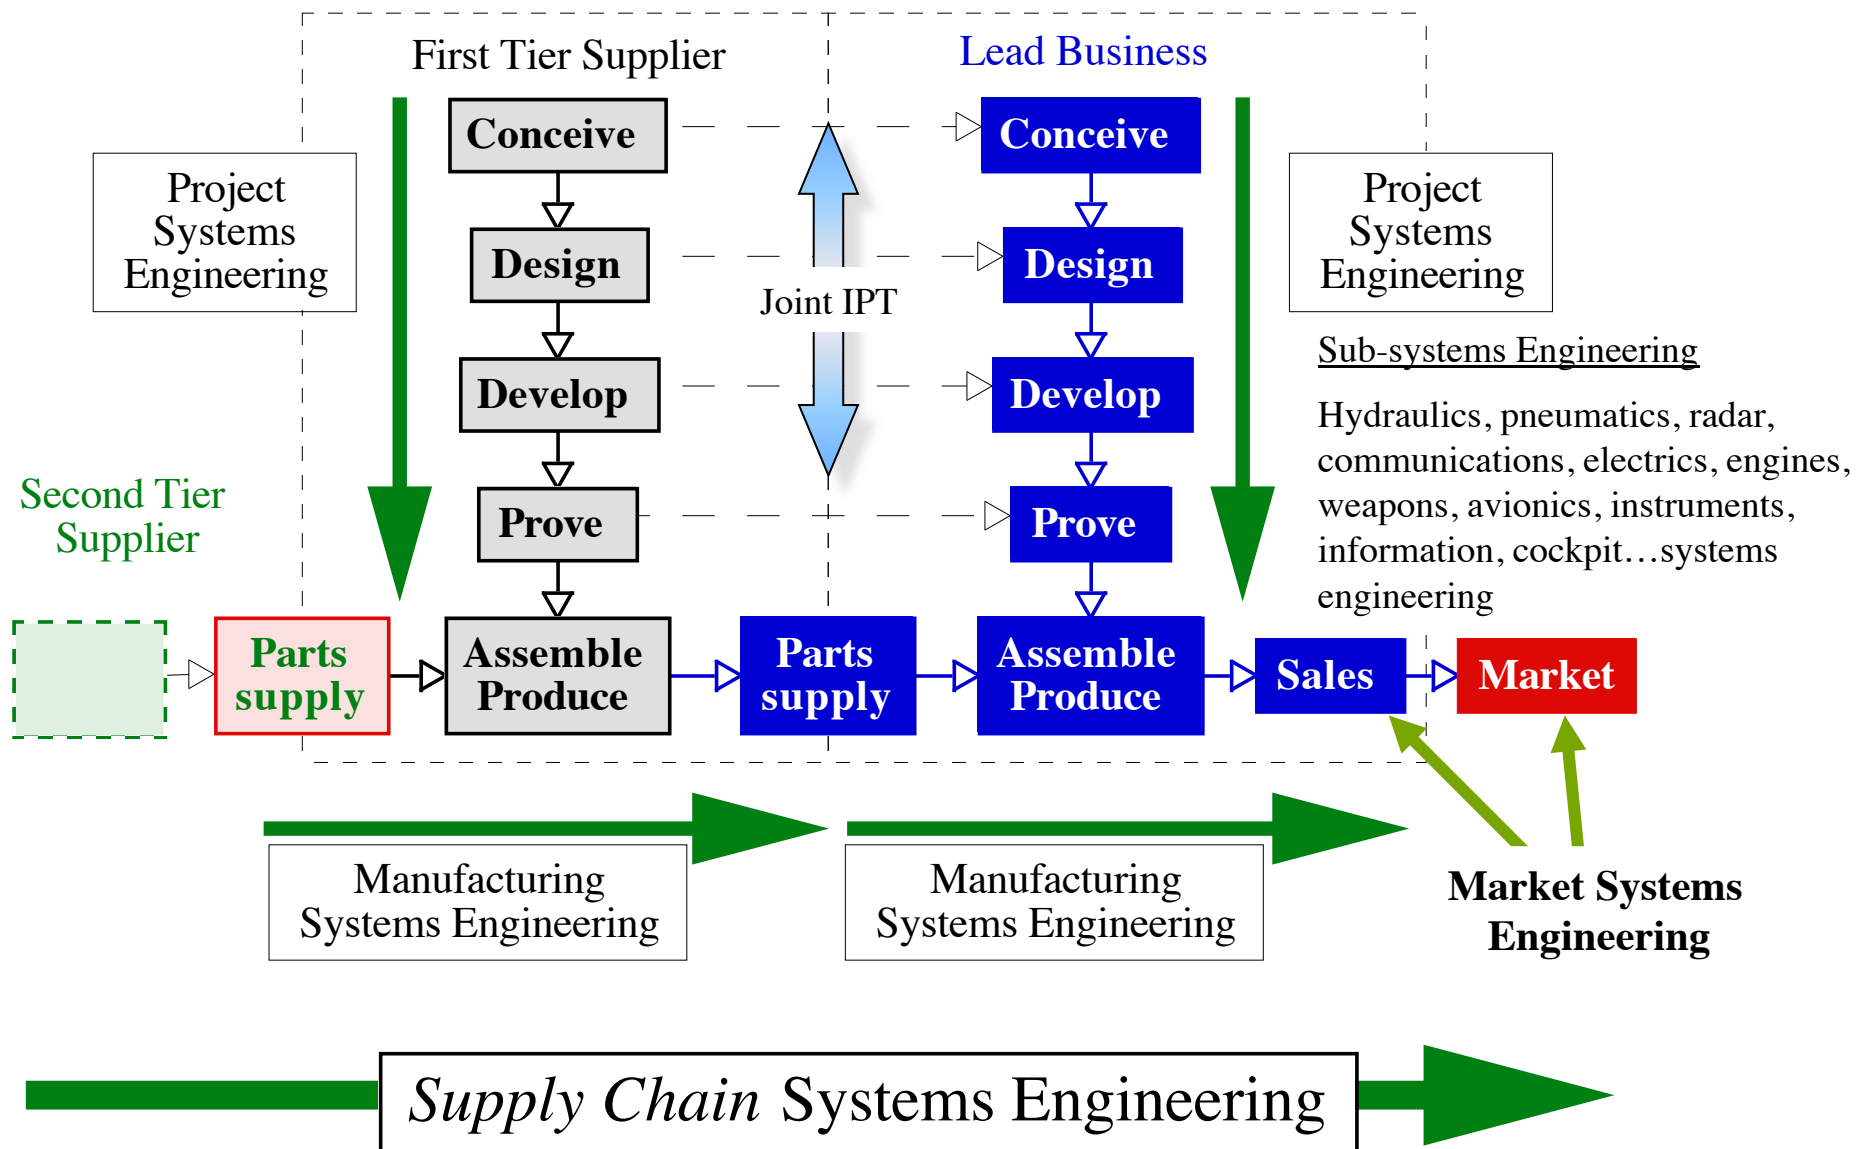 First Tier Supplier
Lead Business
Conceive
Conceive
Project
Systems
Engineering
Project
Systems
Engineering
Design
Design
Joint IPT
Sub-systems Engineering
Develop
Develop
Hydraulics, pneumatics, radar,
communications, electrics, engines,
weapons, avionics, instruments,
information, cockpit…systems
engineering
Second Tier
Supplier
Prove
Prove
Parts
supply
Assemble
Produce
Parts
supply
Assemble
Produce
Sales
Market
Manufacturing
Systems Engineering
Manufacturing
Systems Engineering
Market Systems
Engineering
Supply Chain Systems Engineering